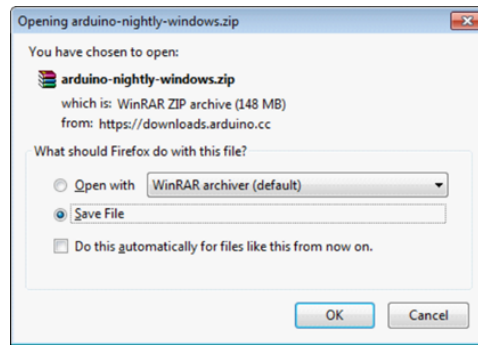 Opening arduino-nightly-windows.zip
You have chosen to open:
arduino-nightly-windows.zip
which is: WinRAR ZIP archive (148 MB)
from: https://downloads.arduino.cc
What should Firefox do with this file?
Open with WinRAR archiver (default)
Save File
Do this automatically for files like this from now on.
OK Cancel